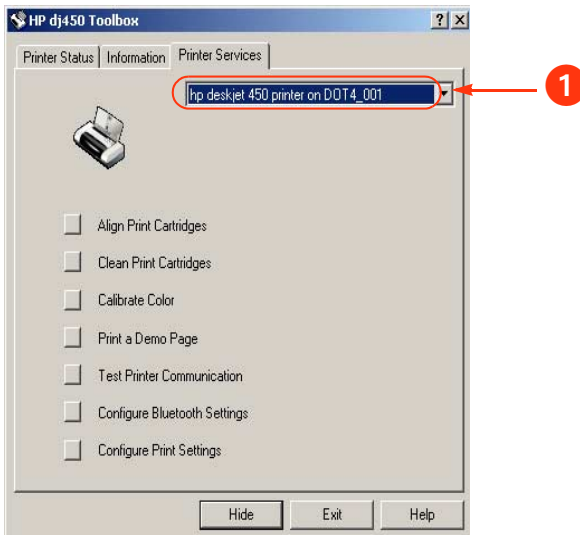 HP dj450 Toolbox
Printer Status Information Printer Services
hp deskjet 450 printer on DOT4_001
1
Align Print Cartridges
Clean Print Cartridges
Calibrate Color
Print a Demo Page
Test Printer Communication
Configure Bluetooth Settings
Configure Print Settings
Hide Exit Help